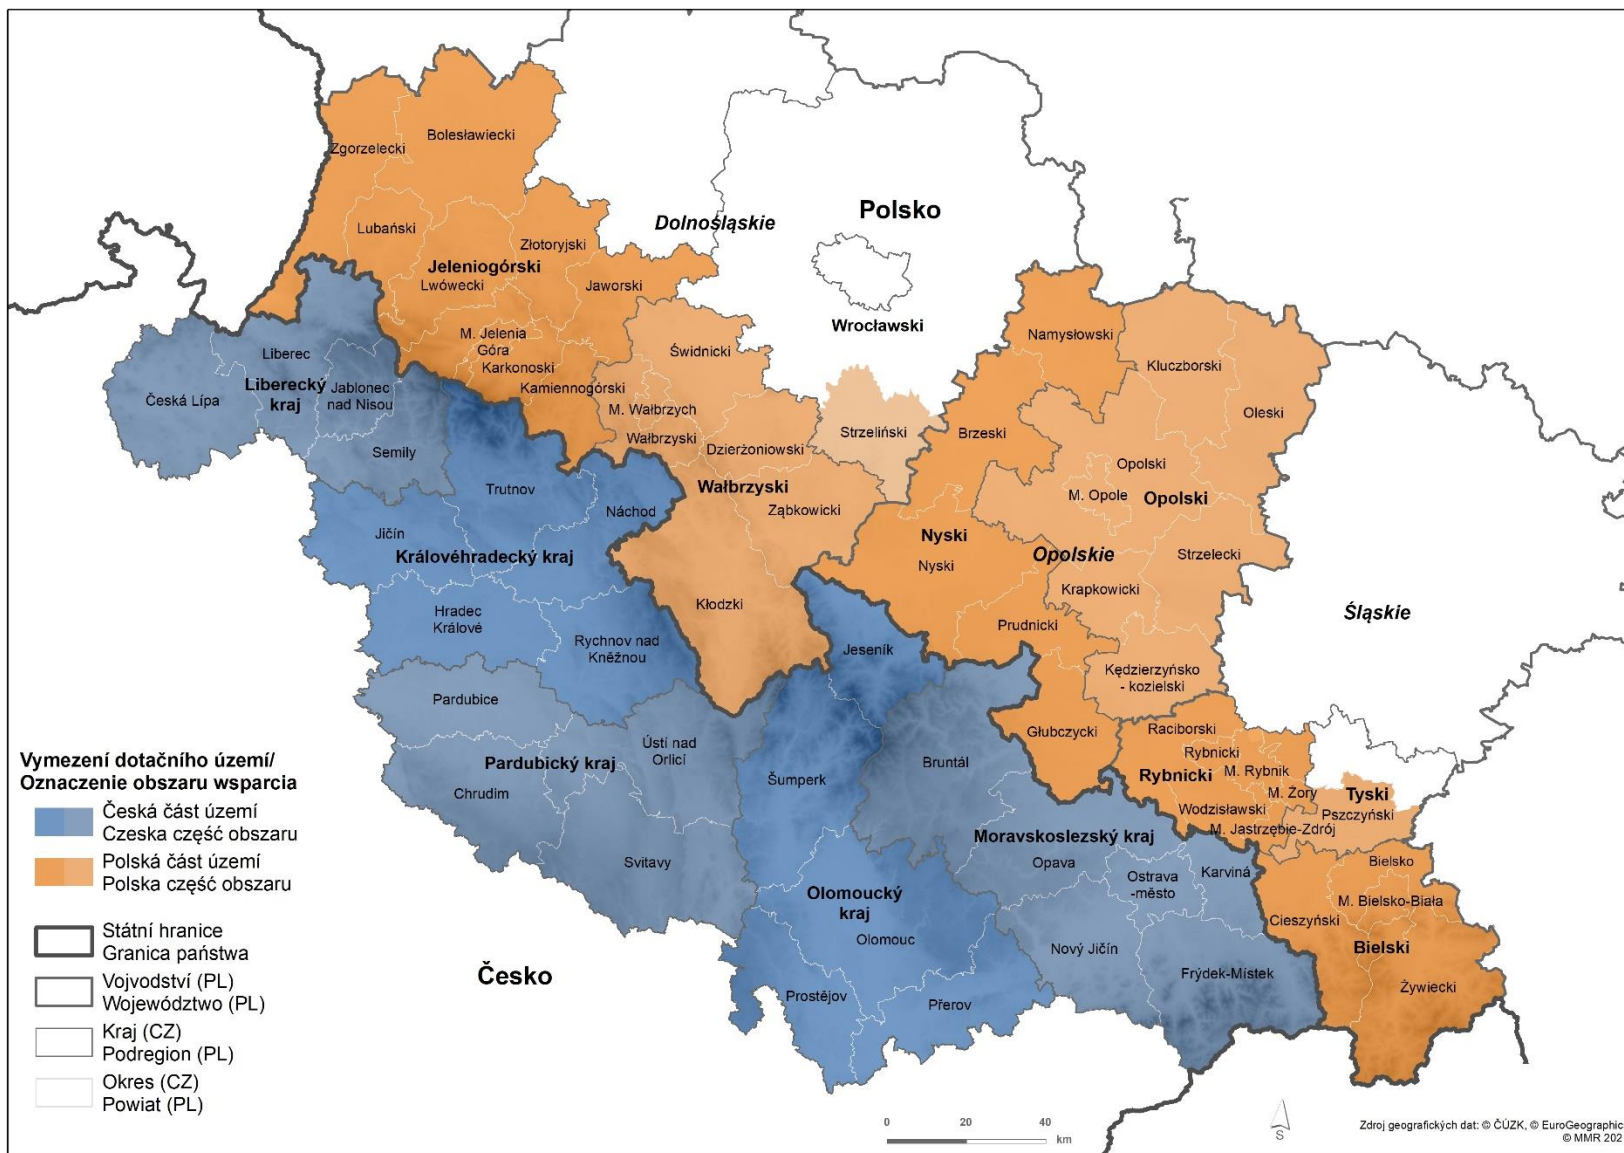 Bolesławiecki
Zgorzelecki
Dolnośląskie
Polsko
Lubański
Złotoryjski
Jeleniogórski
Lwówecki
Jaworski
Wrocławski
M. Jelenia
Góra
Karkonoski
Kamiennogórski
Świdnicki
Namysłowski
Kluczborski
Oleski
Liberec
Liberecký
kraj
Jablonec
nad Nisou
Česká Lípa
Semily
M. Wałbrzych
Wałbrzyski
Dzierżoniowski
Strzeliński
Brzeski
Opolski
M. Opole
Opolski
Trutnov
Náchod
Wałbrzyski
Ząbkowicki
Jičín
Královéhradecký kraj
Nyski
Nyski
Opolskie
Strzelecki
Krapkowicki
Kłodzki
Hradec
Králové
Rychnov nad
Kněžnou
Prudnicki
Śląskie
Jeseník
Kędzierzyńsko
- kozielski
Pardubice
Ústí nad
Orlicí
Pardubický kraj
Chrudim
Svitavy
Šumperk
Bruntál
Głubczycki
Raciborski
Rybnicki
Rybnicki
M. Rybnik
M. Żory
Wodzisławski
M. Jastrzębie-Zdrój
Tyski
Pszczyński
Moravskoslezský kraj
Opava
Ostrava
-město
Karviná
Bielsko
M. Bielsko-Biała
Cieszyński
Bielski
Żywiecki
Olomoucký
kraj
Olomouc
Nový Jičín
Frýdek-Místek
Prostějov
Přerov
Česko
Vymezení dotačního území/
Oznaczenie obszaru wsparcia
Česká část území
Czeska część obszaru
Polská část území
Polska część obszaru
Státní hranice
Granica państwa
Vojvodství (PL)
Województwo (PL)
Kraj (CZ)
Podregion (PL)
Okres (CZ)
Powiat (PL)
0 20 40
km
S
Zdroj geografických dat: © ČÚZK, © EuroGeographic
© MMR 202